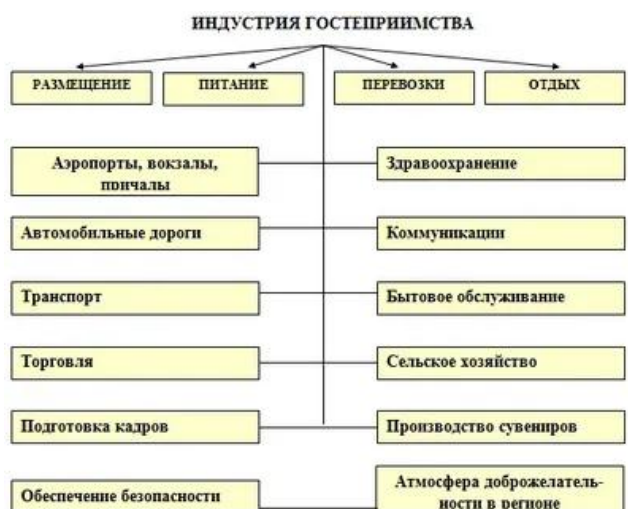 ИНДУСТРИЯ ГОСТЕПРИИМСТВА
РАЗМЕЩЕНИЕ
ПИТАНИЕ
ПЕРЕВОЗКИ
ОТДЫХ
Аэропорты, вокзалы,
причалы
Здравоохранение
Автомобильные дороги
Коммуникации
Транспорт
Бытовое обслуживание
Торговля
Сельское хозяйство
Подготовка кадров
Производство сувениров
Обеспечение безопасности
Атмосфера доброжелатель-
ности в регионе